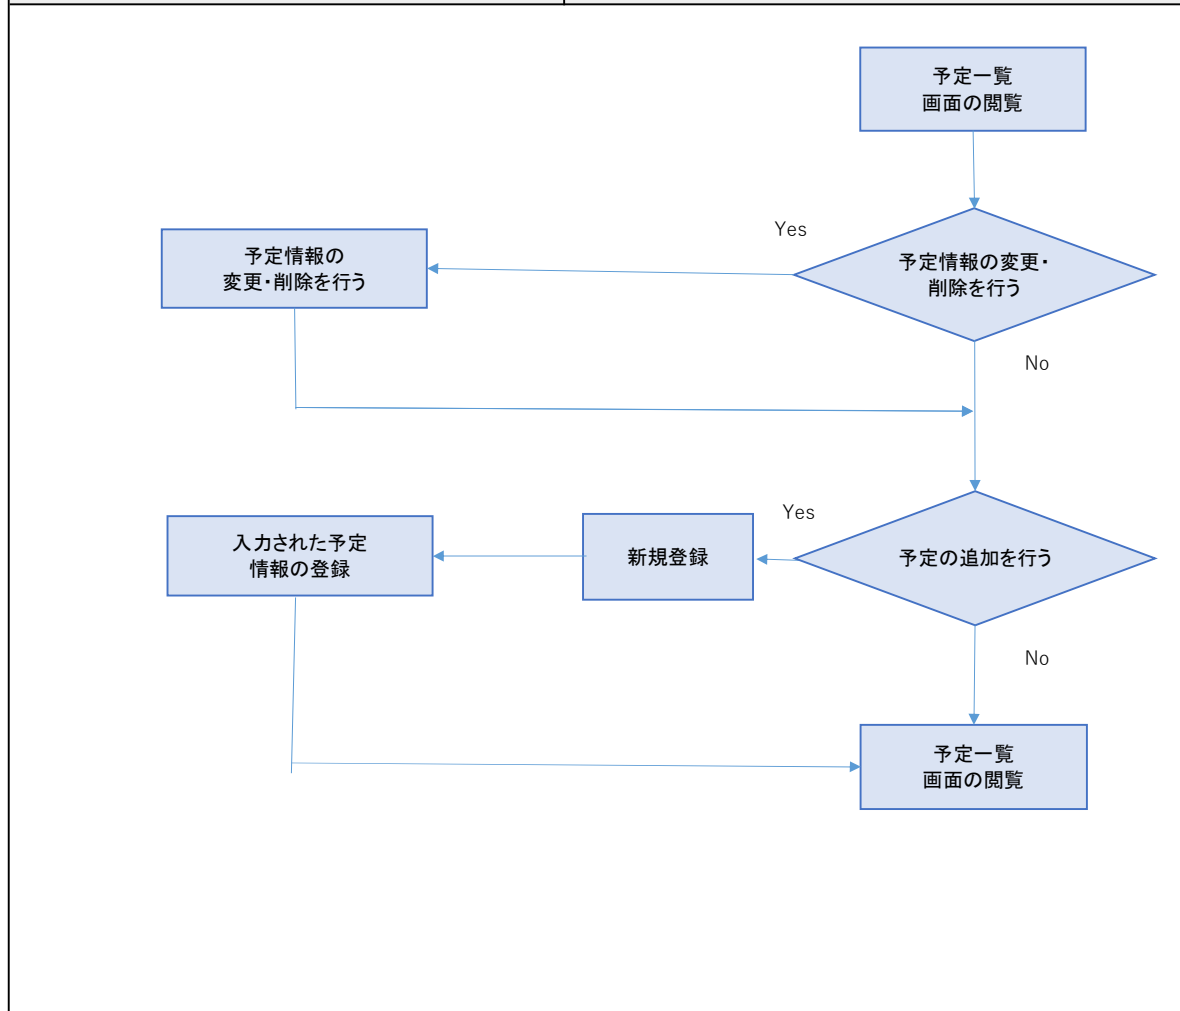 予定一覧
画面の閲覧
Yes
予定情報の
変更・削除を行う
予定情報の変更・
削除を行う
No
Yes
入力された予定
情報の登録
新規登録
予定の追加を行う
No
予定一覧
画面の閲覧